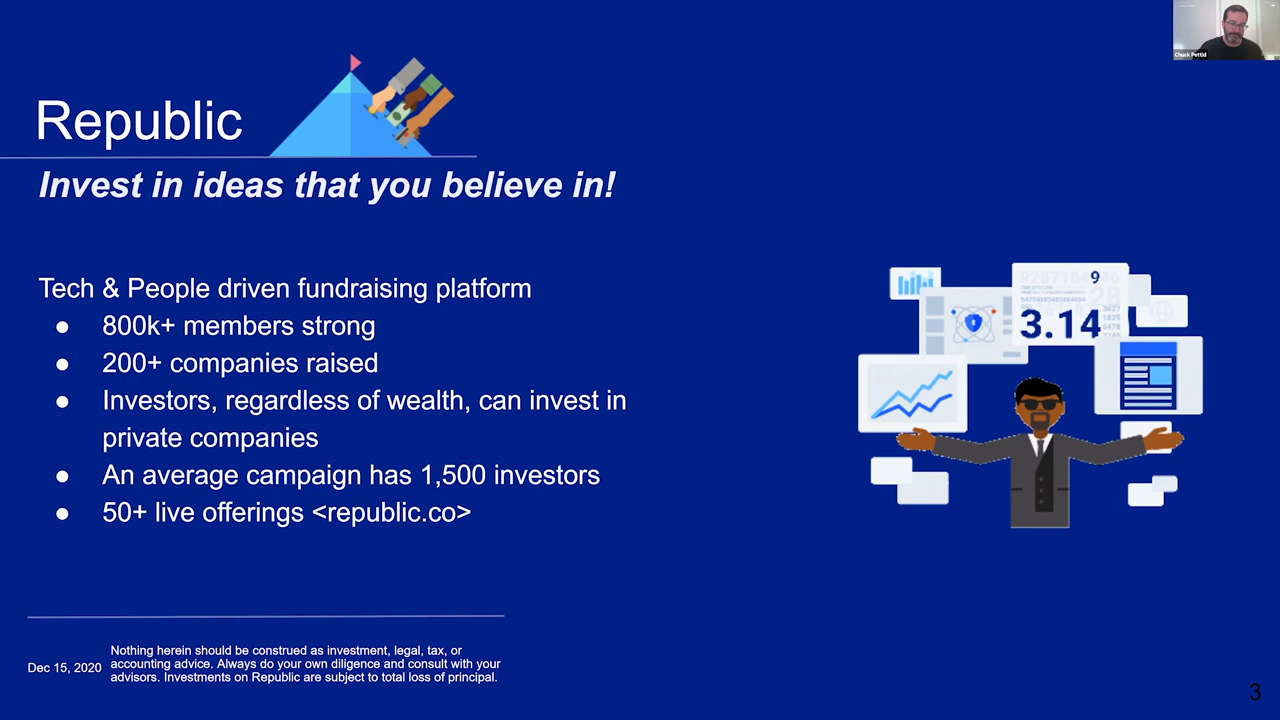 Chuck Pettid
Republic
Invest in ideas that you believe in!
Tech & People driven fundraising platform
● 800k+ members strong
● 200+ companies raised
● Investors, regardless of wealth, can invest in
private companies
● An average campaign has 1,500 investors
● 50+ live offerings <republic.co>
9
28
3.14
Dec 15, 2020
Nothing herein should be construed as investment, legal, tax, or
accounting advice. Always do your own diligence and consult with your
advisors. Investments on Republic are subject to total loss of principal.
3